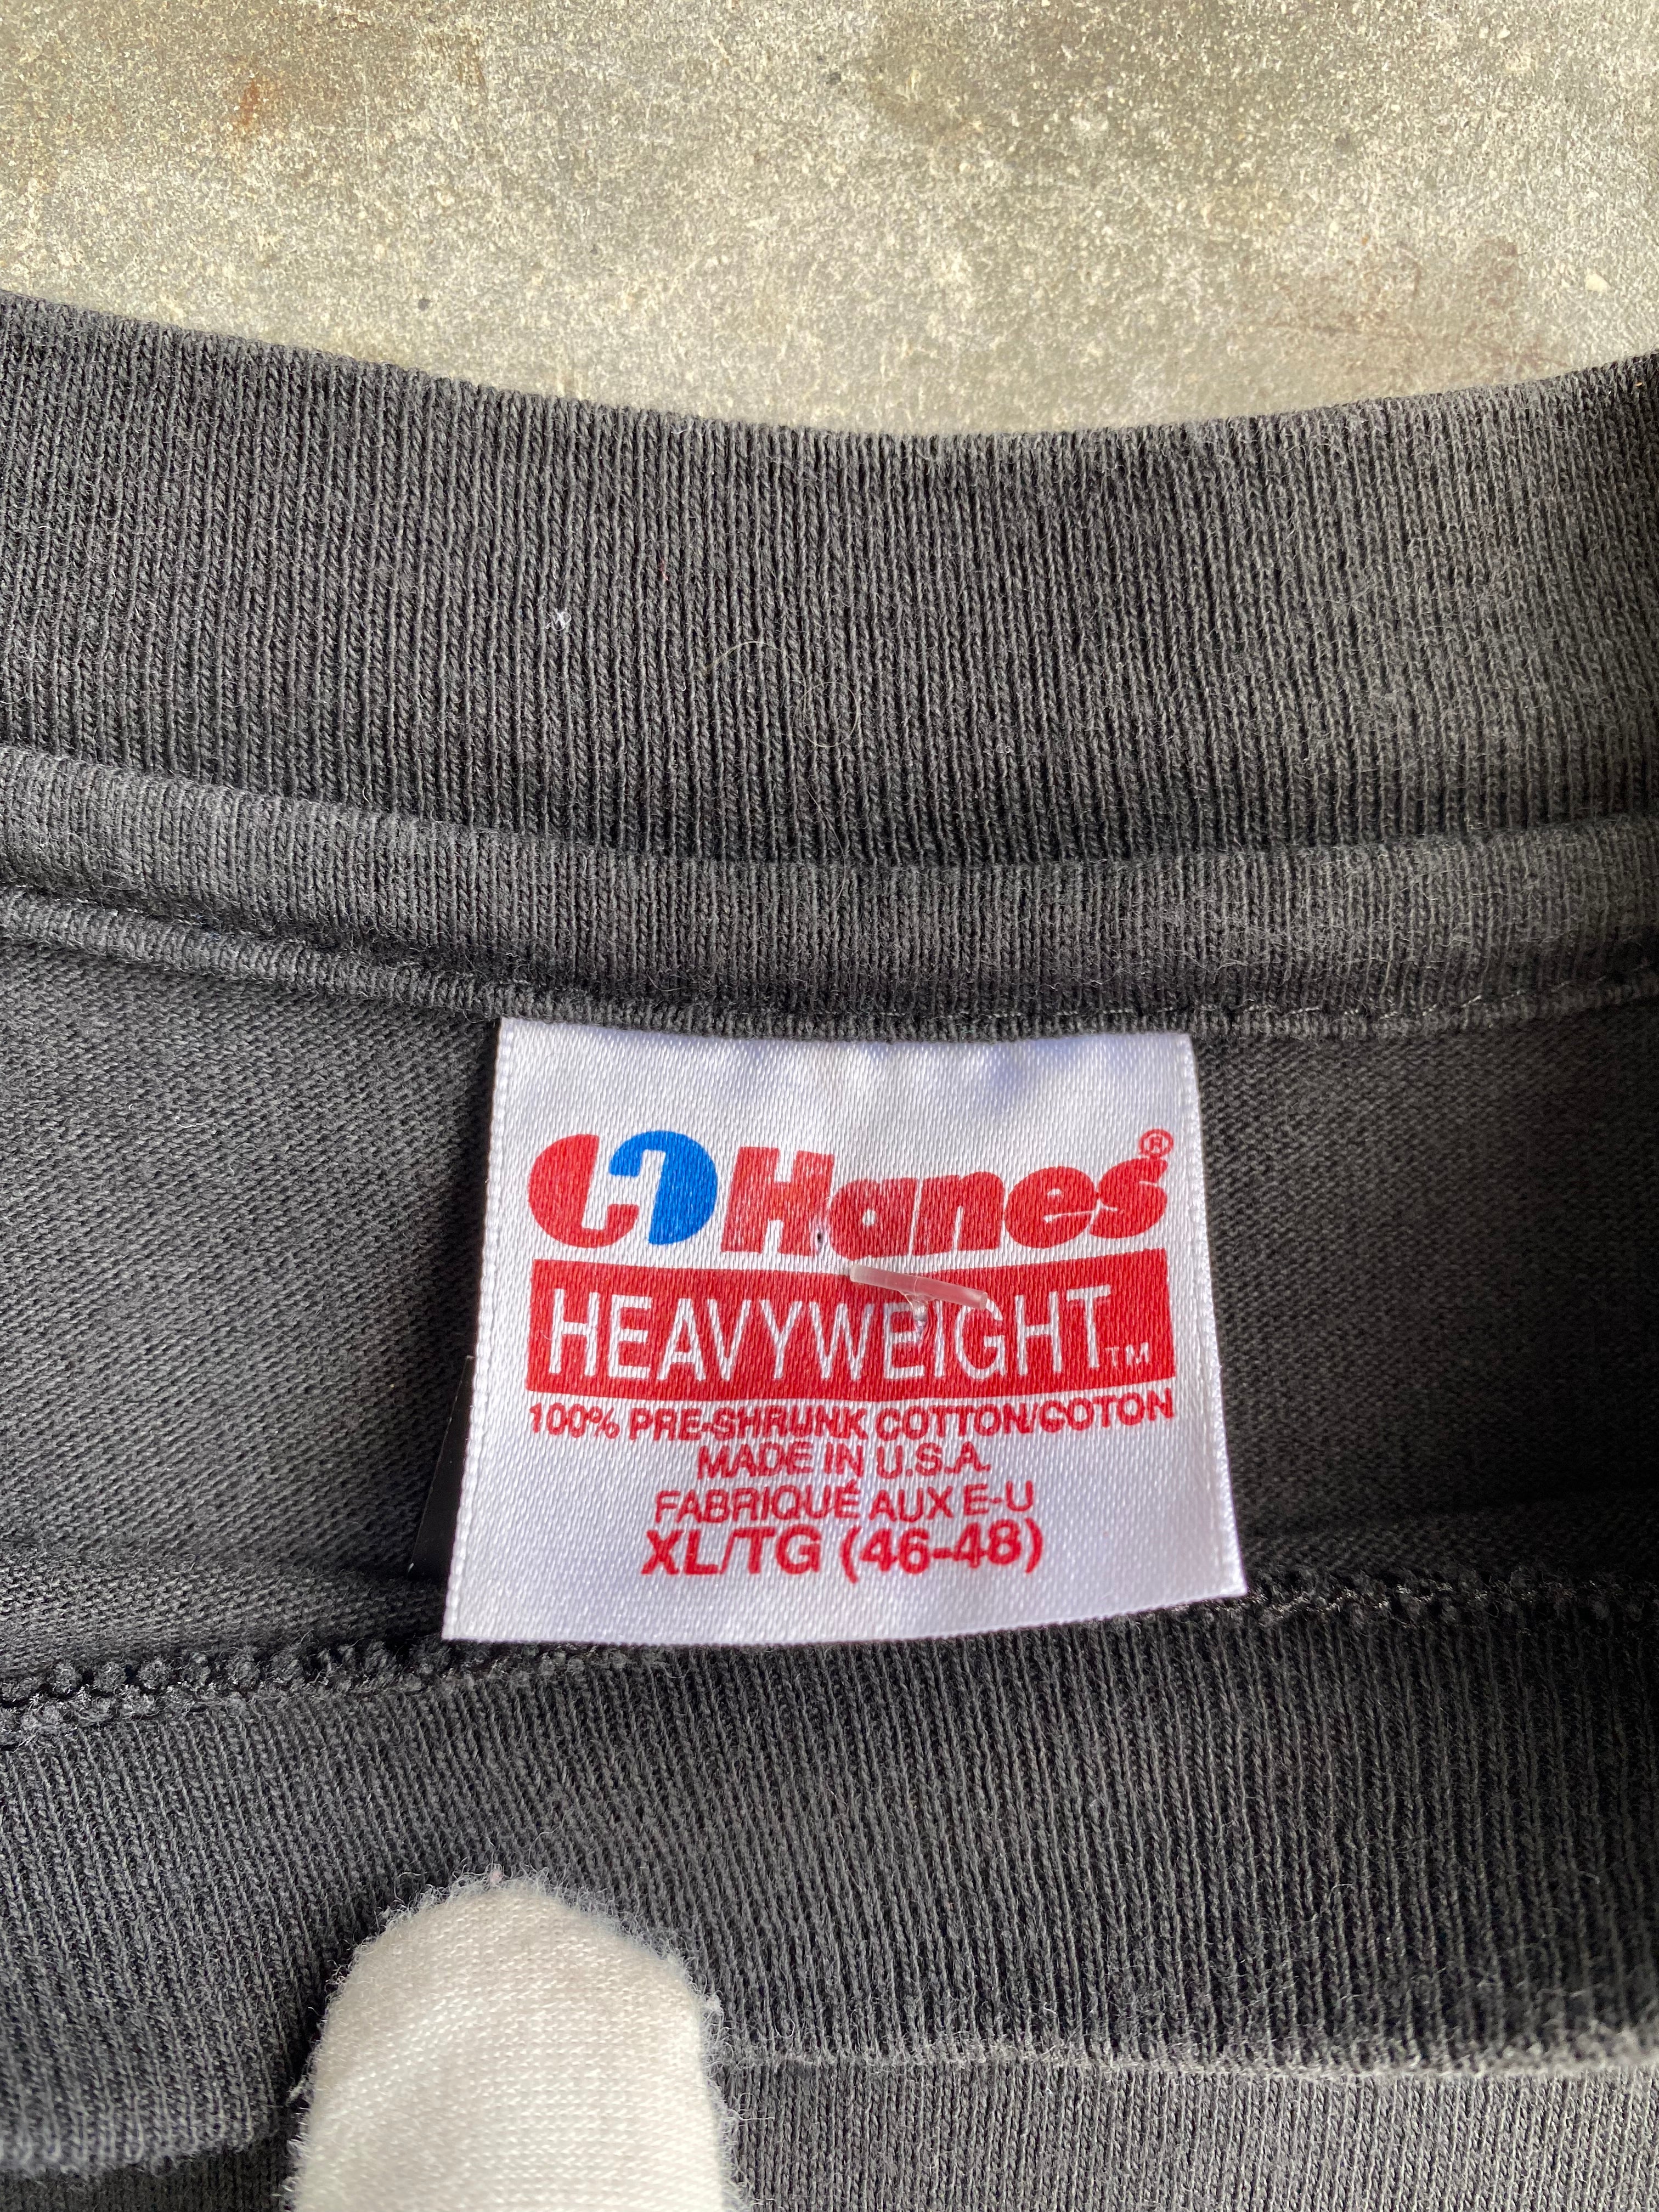 Hanes®
HEAVYWEIGHT™
100% PRE-SHRUNK COTTON/COTON
MADE IN U.S.A.
FABRIQUÉ AUX E-U
XL/TG (46-48)